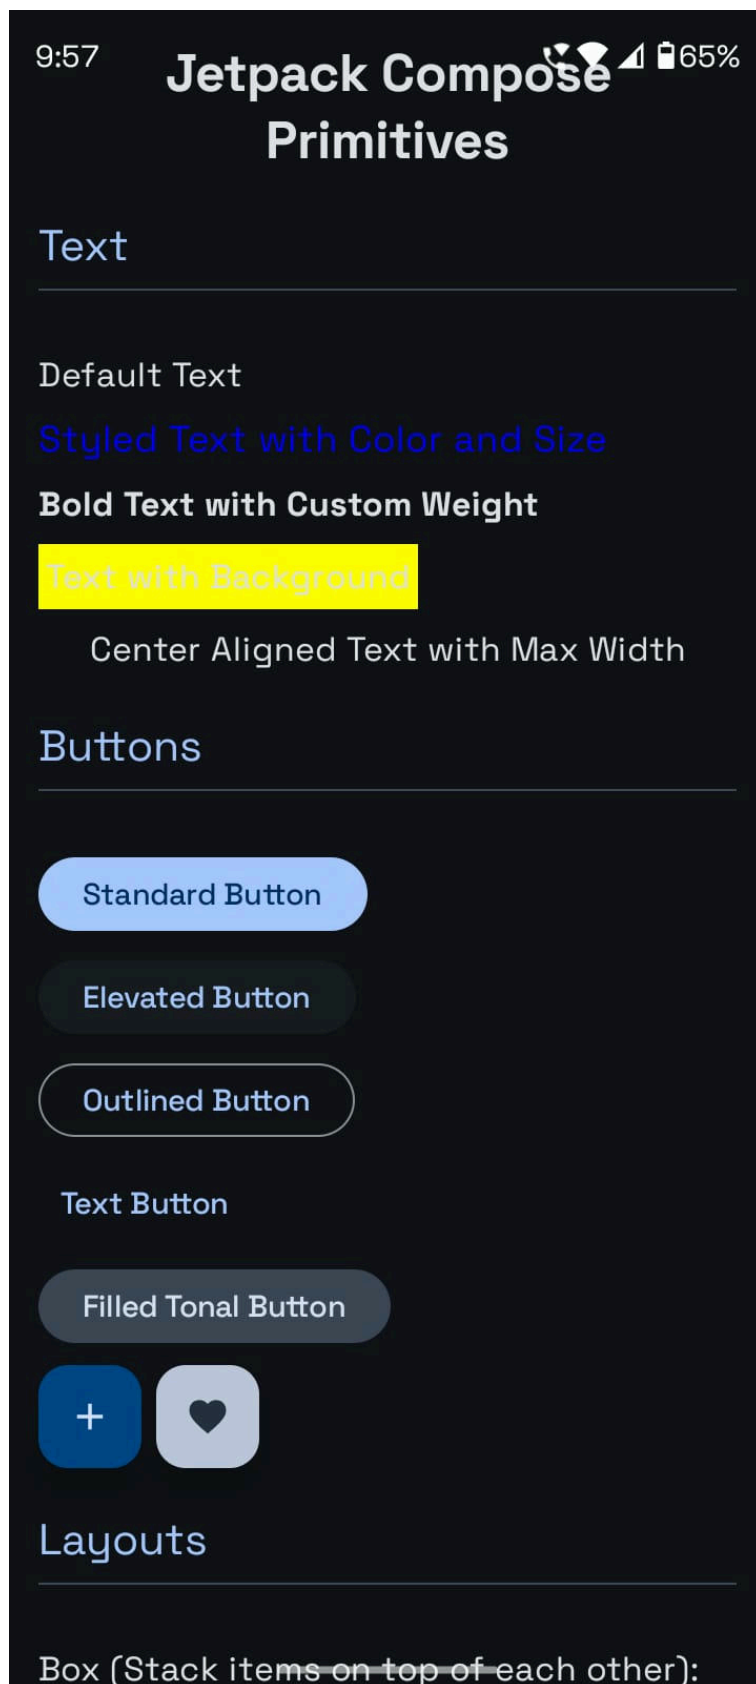 9:57
65%
Jetpack Compose
Primitives
Text
Default Text
Styled Text with Color and Size
Bold Text with Custom Weight
Text with Background
Center Aligned Text with Max Width
Buttons
Standard Button
Elevated Button
Outlined Button
Text Button
Filled Tonal Button
Layouts
Box (Stack items on top of each other):